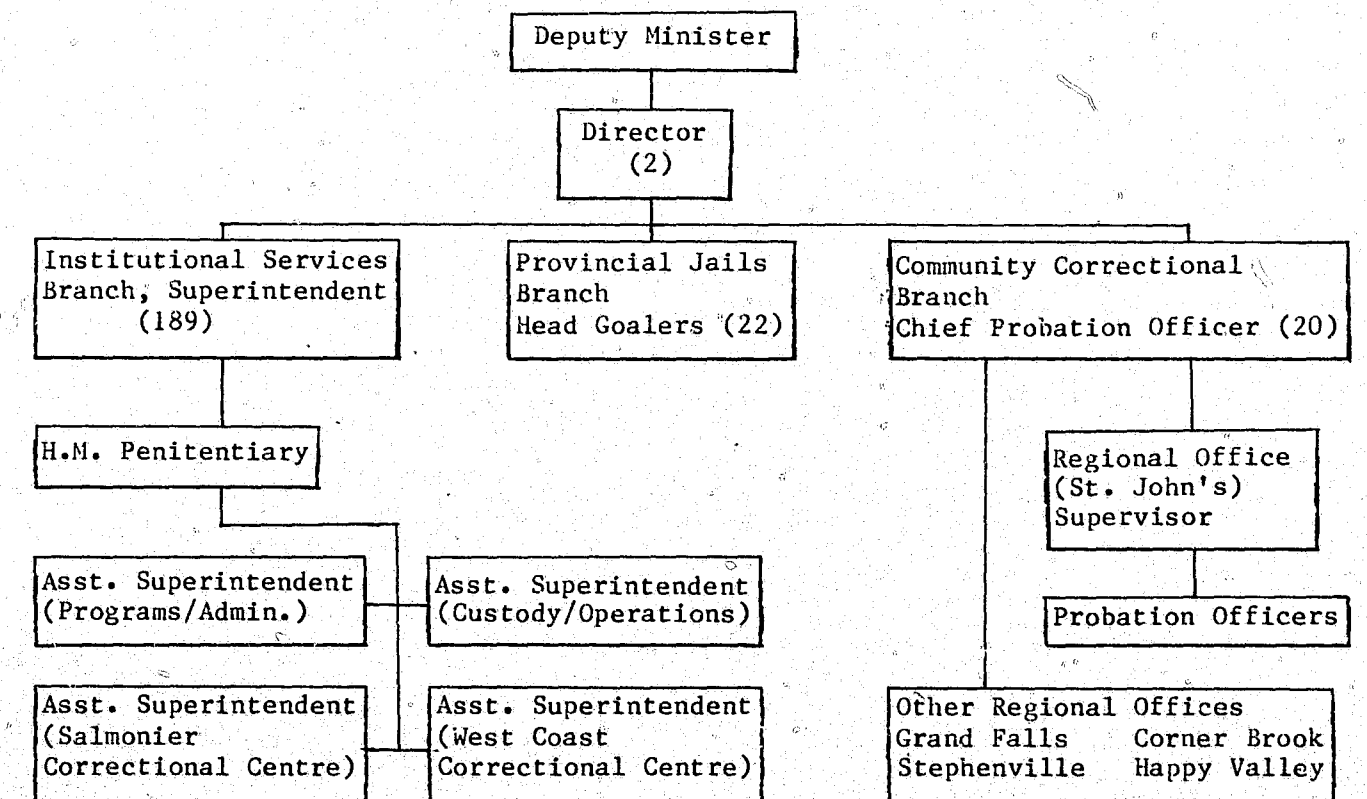 Deputy Minister
Director
(2)
Institutional Services
Branch, Superintendent
(189)
Provincial Jails
Branch
Head Goalers (22)
Community Correctional
Branch
Chief Probation Officer (20)
H.M. Penitentiary
Regional Office
(St. John's)
Supervisor
Asst. Superintendent
(Programs/Admin.)
Asst. Superintendent
(Custody/Operations)
Probation Officers
Asst. Superintendent
(Salmonier
Correctional Centre)
Asst. Superintendent
(West Coast
Correctional Centre)
Other Regional Offices
Grand Falls Corner Brook
Stephenville Happy Valley